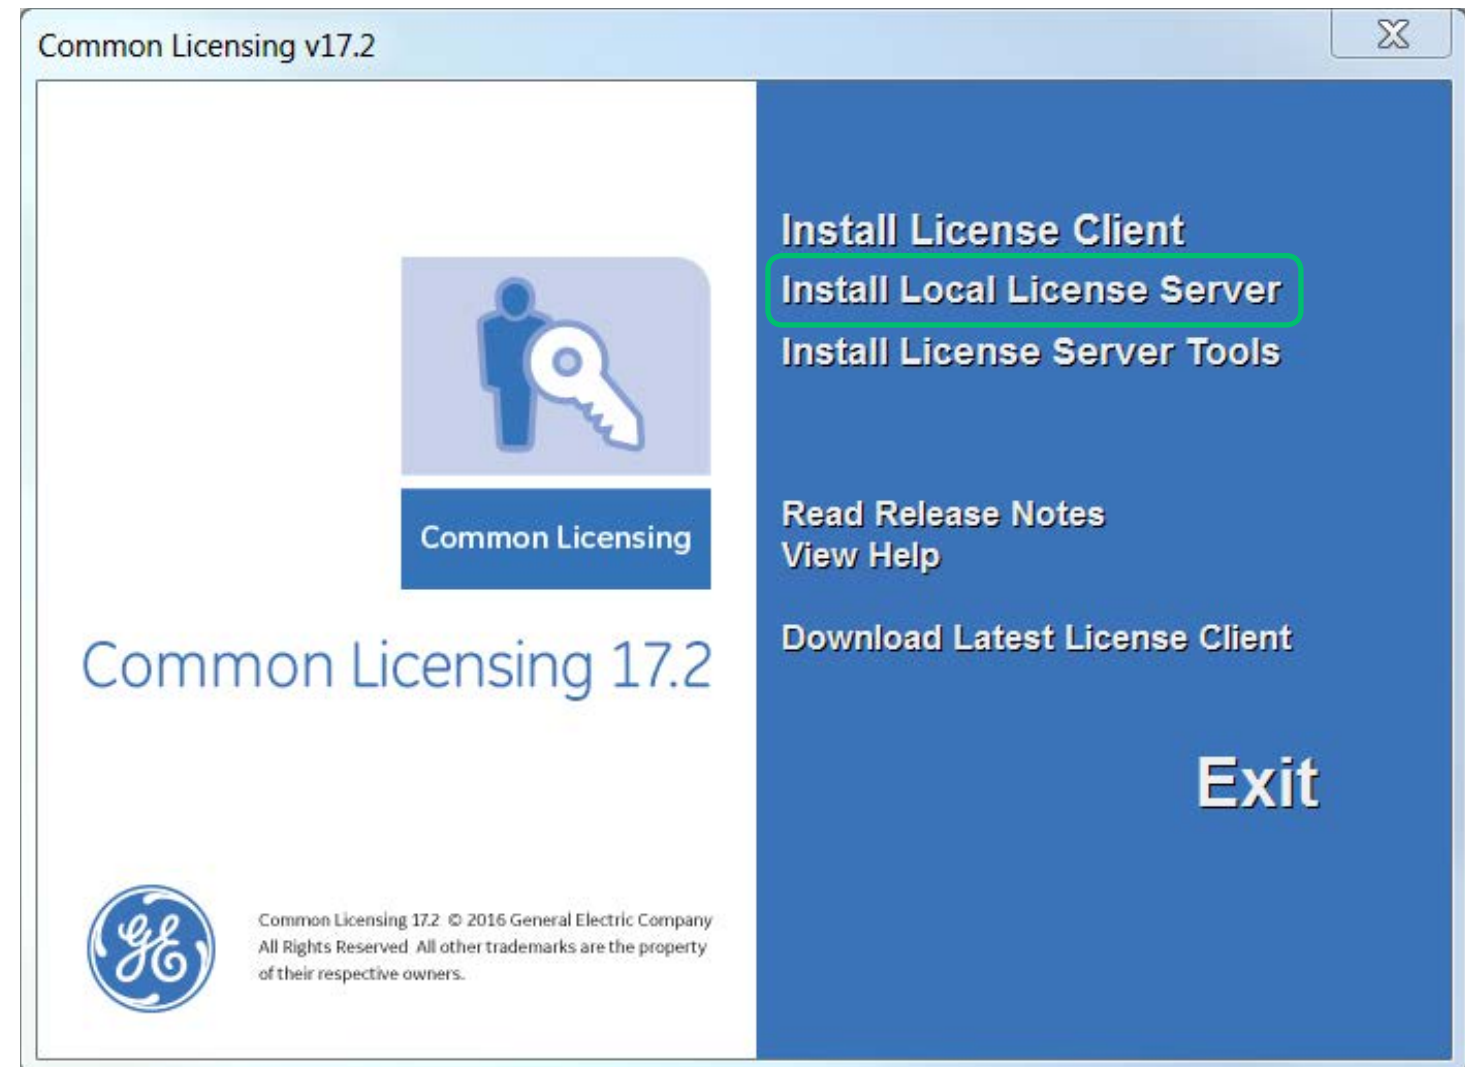 Common Licensing v17.2
Install License Client
Install Local License Server
Install License Server Tools
Common Licensing
Read Release Notes
View Help
Common Licensing 17.2
Download Latest License Client
Exit
GE
Common Licensing 17.2 © 2016 General Electric Company
All Rights Reserved All other trademarks are the property
of their respective owners.